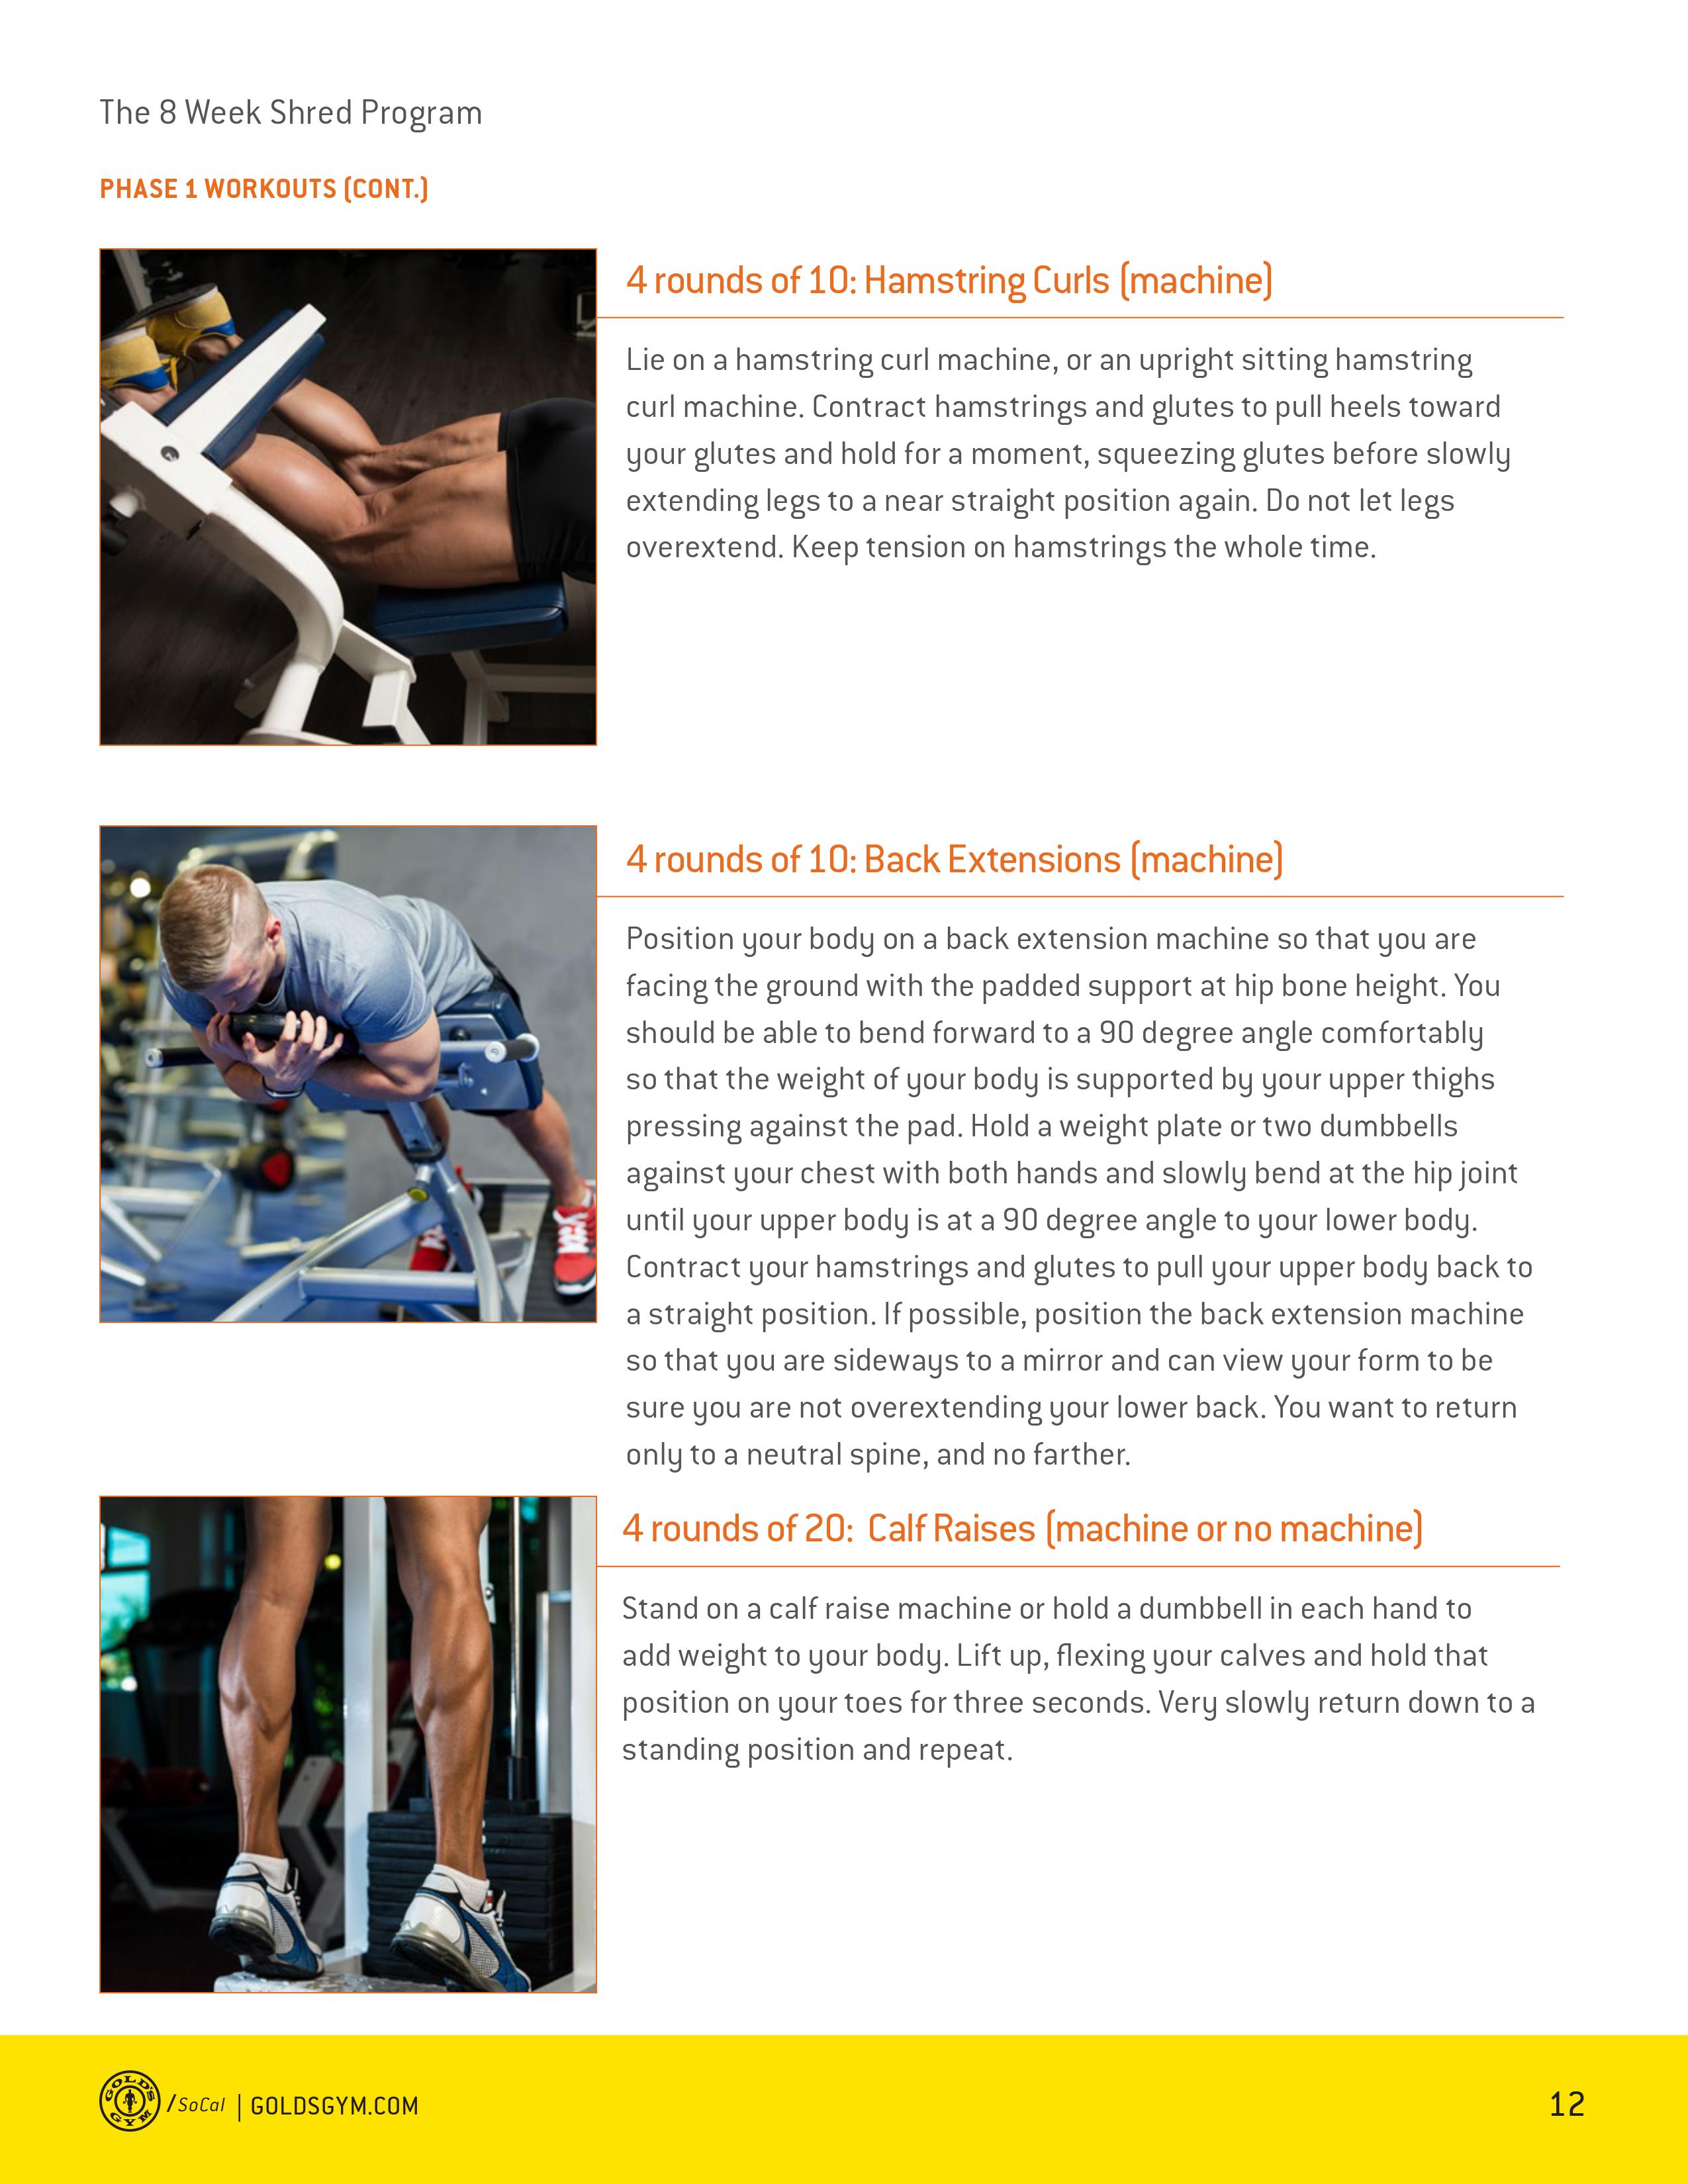 The 8 Week Shred Program
PHASE 1 WORKOUTS (CONT.)
4 rounds of 10: Hamstring Curls (machine)
Lie on a hamstring curl machine, or an upright sitting hamstring
curl machine. Contract hamstrings and glutes to pull heels toward
your glutes and hold for a moment, squeezing glutes before slowly
extending legs to a near straight position again. Do not let legs
overextend. Keep tension on hamstrings the whole time.
4 rounds of 10: Back Extensions (machine)
Position your body on a back extension machine so that you are
facing the ground with the padded support at hip bone height. You
should be able to bend forward to a 90 degree angle comfortably
so that the weight of your body is supported by your upper thighs
pressing against the pad. Hold a weight plate or two dumbbells
against your chest with both hands and slowly bend at the hip joint
until your upper body is at a 90 degree angle to your lower body.
Contract your hamstrings and glutes to pull your upper body back to
a straight position. If possible, position the back extension machine
so that you are sideways to a mirror and can view your form to be
sure you are not overextending your lower back. You want to return
only to a neutral spine, and no farther.
4 rounds of 20:  Calf Raises (machine or no machine)
Stand on a calf raise machine or hold a dumbbell in each hand to
add weight to your body. Lift up, flexing your calves and hold that
position on your toes for three seconds. Very slowly return down to a
standing position and repeat.
GOLD'S GYM /SoCal | GOLDSGYM.COM
12